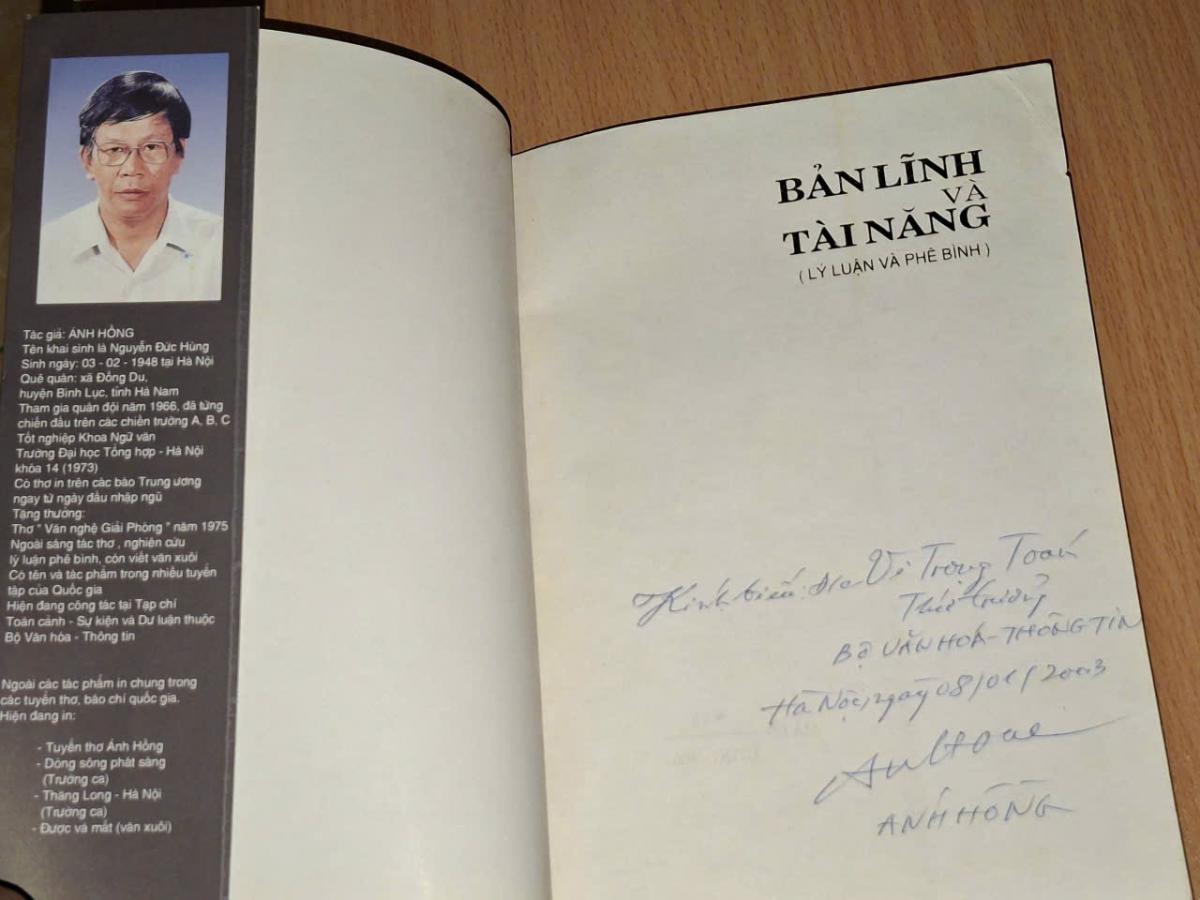 Tác giả: ÁNH HỒNG
Tên khai sinh là Nguyễn Đức Hùng
Sinh ngày: 03 - 02 - 1948 tại Hà Nội
Quê quán: xã Đồng Du,
huyện Bình Lục, tỉnh Hà Nam
Tham gia quân đội năm 1966, đã từng
chiến đấu trên các chiến trường A, B, C
Tốt nghiệp Khoa Ngữ văn
Trường Đại học Tổng hợp - Hà Nội
khóa 14 (1973)
Có thơ in trên các báo Trung ương
ngay từ ngày đầu nhập ngũ
Tặng thưởng:
Thơ " Văn nghệ Giải Phóng " năm 1975
Ngoài sáng tác thơ , nghiên cứu
lý luận phê bình, còn viết văn xuôi
Có tên và tác phẩm trong nhiều tuyển
tập của Quốc gia
Hiện đang công tác tại Tạp chí
Toàn cảnh - Sự kiện và Dư luận thuộc
Bộ Văn hóa - Thông tin
Ngoài các tác phẩm in chung trong
các tuyển thơ, báo chí quốc gia.
Hiện đang in:
- Tuyển thơ Ánh Hồng
- Dòng sông phát sáng
(Trường ca)
- Thăng Long - Hà Nội
(Trường ca)
- Được và mất (văn xuôi)
BẢN LĨNH
VÀ
TÀI NĂNG
( LÝ LUẬN VÀ PHÊ BÌNH )
Kính biếu: Đ/c Vi Trọng Toán
Thứ trưởng
BỘ VĂN HOÁ - THÔNG TIN
Hà Nội, ngày 08/01/2003
ÁNH HỒNG